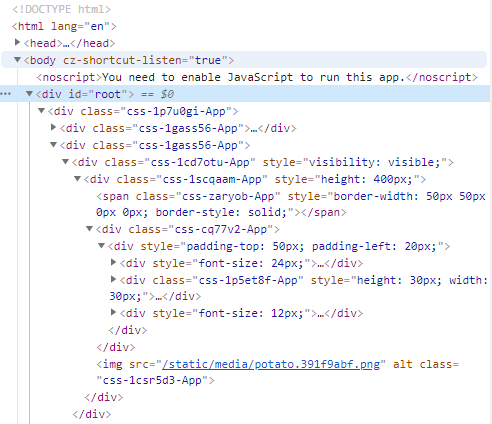 <!DOCTYPE html>
<html lang="en">
<head>…</head>
<body cz-shortcut-listen="true">
<noscript>You need to enable JavaScript to run this app.</noscript>
<div id="root"> == $0
<div class="css-1p7u0gi-App">
<div class="css-1gass56-App">…</div>
<div class="css-1gass56-App">
<div class="css-1cd7otu-App" style="visibility: visible;">
<div class="css-1scqaam-App" style="height: 400px;">
<span class="css-zaryob-App" style="border-width: 50px 50px
0px 0px; border-style: solid;"></span>
<div class="css-cq77v2-App">
<div style="padding-top: 50px; padding-left: 20px;">
<div style="font-size: 24px;">…</div>
<div class="css-1p5et8f-App" style="height: 30px; width:
30px;">…</div>
<div style="font-size: 12px;">…</div>
</div>
</div>
<img src="/static/media/potato.391f9abf.png" alt class=
"css-1csr5d3-App">
</div>
</div>